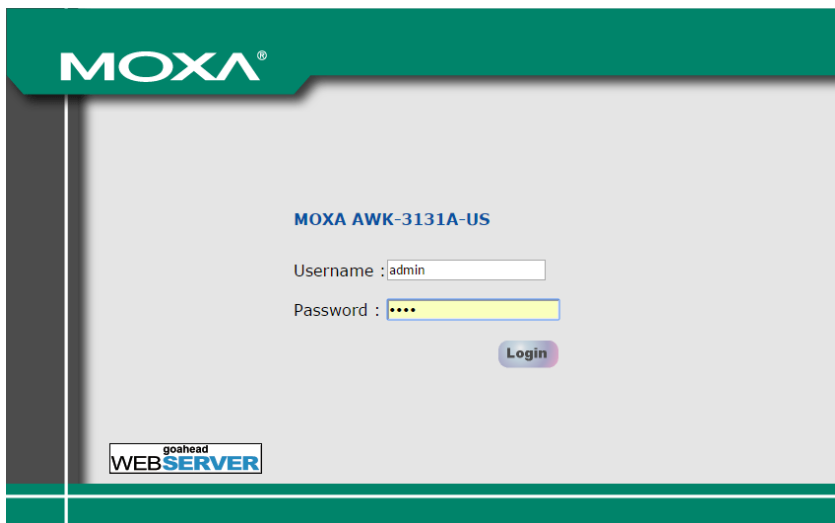 MOXA®
MOXA AWK-3131A-US
Username : admin
Password : ••••
Login
goahead
WEBSERVER